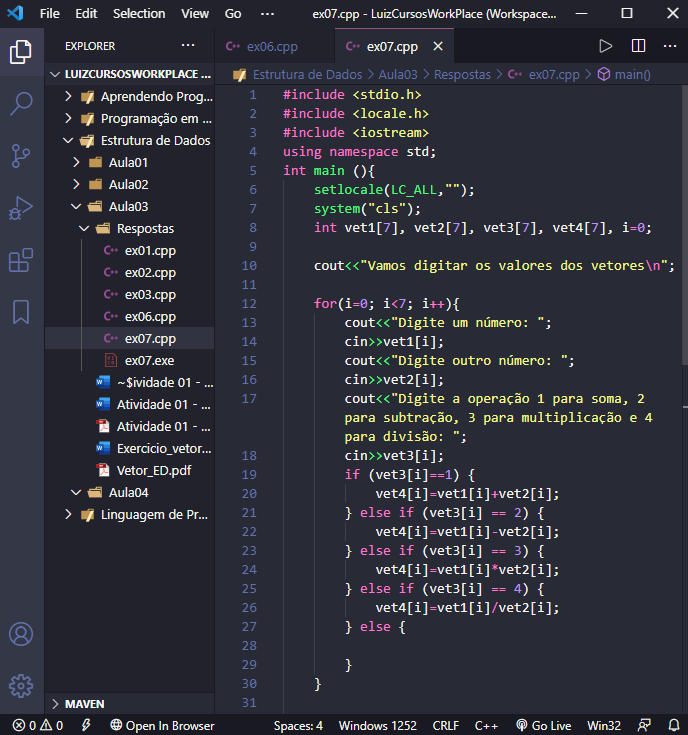 File Edit Selection View Go ··· ex07.cpp - LuizCursosWorkPlace (Workspace...
EXPLORER ···
LUIZCURSOSWORKPLACE ...
Aprendendo Prog...
Programação em ...
Estrutura de Dados
Aula01
Aula02
Aula03
Respostas
ex01.cpp
ex02.cpp
ex03.cpp
ex06.cpp
ex07.cpp
ex07.exe
~$ividade 01 - ...
Atividade 01 - ...
Atividade 01 - ...
Exercicio_vetor...
Vetor_ED.pdf
Aula04
Linguagem de Pr...
MAVEN
ex06.cpp ex07.cpp
Estrutura de Dados > Aula03 > Respostas > ex07.cpp > main()
1 #include <stdio.h>
2 #include <locale.h>
3 #include <iostream>
4 using namespace std;
5 int main (){
6 setlocale(LC_ALL,"");
7 system("cls");
8 int vet1[7], vet2[7], vet3[7], vet4[7], i=0;
9
10 cout<<"Vamos digitar os valores dos vetores\n";
11
12 for(i=0; i<7; i++){
13 cout<<"Digite um número: ";
14 cin>>vet1[i];
15 cout<<"Digite outro número: ";
16 cin>>vet2[i];
17 cout<<"Digite a operação 1 para soma, 2
para subtração, 3 para multiplicação e 4
para divisão: ";
18 cin>>vet3[i];
19 if (vet3[i]==1) {
20 vet4[i]=vet1[i]+vet2[i];
21 } else if (vet3[i] == 2) {
22 vet4[i]=vet1[i]-vet2[i];
23 } else if (vet3[i] == 3) {
24 vet4[i]=vet1[i]*vet2[i];
25 } else if (vet3[i] == 4) {
26 vet4[i]=vet1[i]/vet2[i];
27 } else {
28
29 }
30 }
31
0 0 Open In Browser Spaces: 4 Windows 1252 CRLF C++ Go Live Win32